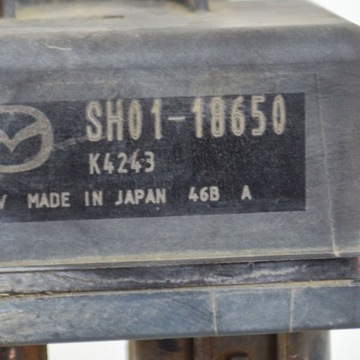 SH01-18650
K4243
V MADE IN JAPAN 46B A